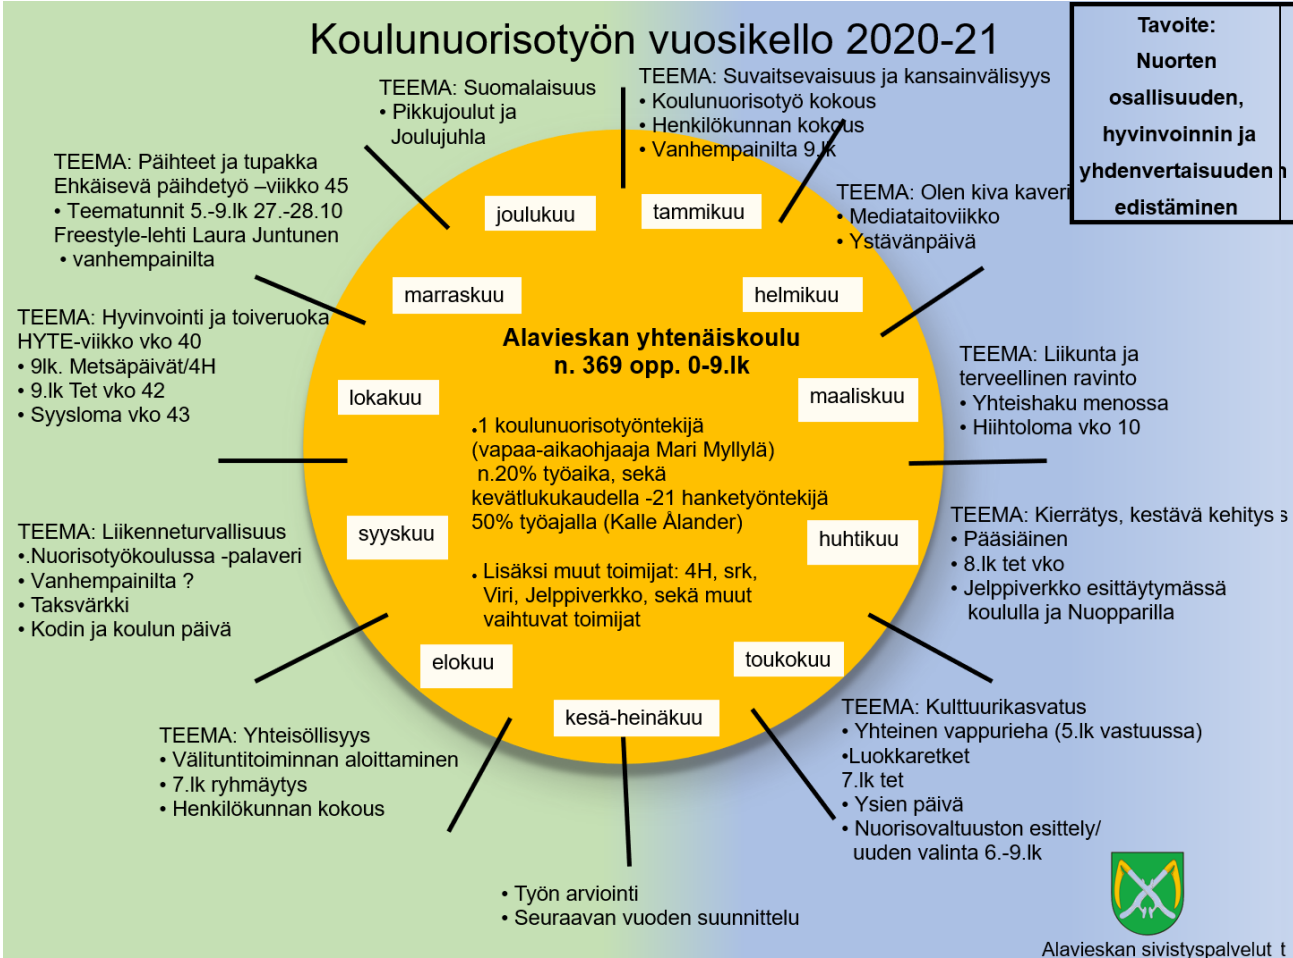 Koulunuorisotyön vuosikello 2020-21
Tavoite:
Nuorten
osallisuuden,
hyvinvoinnin ja
yhdenvertaisuuden
edistäminen
TEEMA: Suomalaisuus
• Pikkujoulut ja
Joulujuhla
TEEMA: Suvaitsevaisuus ja kansainvälisyys
• Koulunuorisotyö kokous
• Henkilökunnan kokous
• Vanhempainilta 9.lk
TEEMA: Päihteet ja tupakka
Ehkäisevä päihdetyö –viikko 45
• Teematunnit 5.-9.lk 27.-28.10
Freestyle-lehti Laura Juntunen
• vanhempainilta
TEEMA: Olen kiva kaveri
• Mediataitoviikko
• Ystävänpäivä
joulukuu
tammikuu
marraskuu
helmikuu
TEEMA: Hyvinvointi ja toiveruoka
HYTE-viikko vko 40
• 9lk. Metsäpäivät/4H
• 9.lk Tet vko 42
• Syysloma vko 43
Alavieskan yhtenäiskoulu
n. 369 opp. 0-9.lk
TEEMA: Liikunta ja
terveellinen ravinto
• Yhteishaku menossa
• Hiihtoloma vko 10
lokakuu
maaliskuu
.1 koulunuorisotyöntekijä
(vapaa-aikaohjaaja Mari Myllylä)
n.20% työaika, sekä
kevätlukukaudella -21 hanketyöntekijä
50% työajalla (Kalle Ålander)
• Lisäksi muut toimijat: 4H, srk,
Viri, Jelppiverkko, sekä muut
vaihtuvat toimijat
syyskuu
huhtikuu
TEEMA: Liikenneturvallisuus
•.Nuorisotyökoulussa -palaveri
• Vanhempainilta ?
• Taksvärkki
• Kodin ja koulun päivä
TEEMA: Kierrätys, kestävä kehitys
• Pääsiäinen
• 8.lk tet vko
• Jelppiverkko esittäytymässä
koululla ja Nuopparilla
elokuu
toukokuu
kesä-heinäkuu
TEEMA: Yhteisöllisyys
• Välituntitoiminnan aloittaminen
• 7.lk ryhmäytys
• Henkilökunnan kokous
TEEMA: Kulttuurikasvatus
• Yhteinen vappurieha (5.lk vastuussa)
•Luokkaretket
7.lk tet
• Ysien päivä
• Nuorisovaltuuston esittely/
uuden valinta 6.-9.lk
• Työn arviointi
• Seuraavan vuoden suunnittelu
Alavieskan sivistyspalvelut